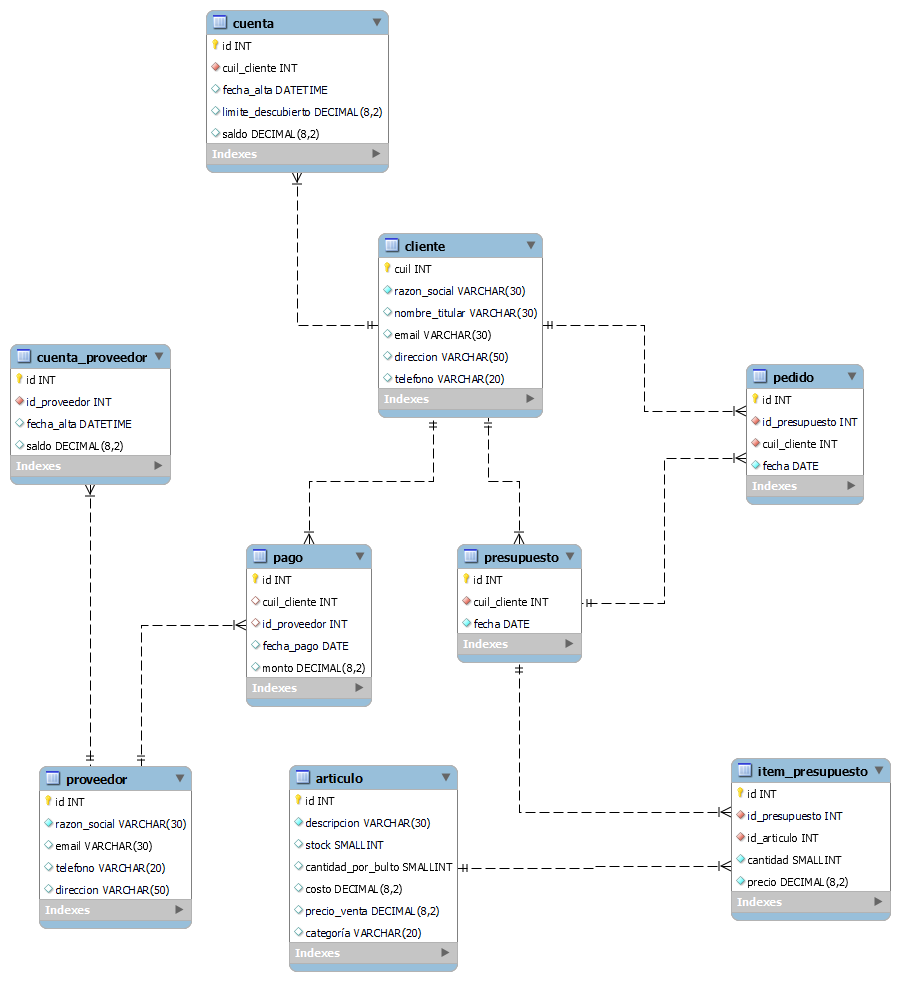 cuenta
id INT
cuil_cliente INT
fecha_alta DATETIME
limite_descubierto DECIMAL(8,2)
saldo DECIMAL(8,2)
Indexes
cliente
cuil INT
razon_social VARCHAR(30)
nombre_titular VARCHAR(30)
email VARCHAR(30)
direccion VARCHAR(50)
telefono VARCHAR(20)
Indexes
cuenta_proveedor
id INT
id_proveedor INT
fecha_alta DATETIME
saldo DECIMAL(8,2)
Indexes
pedido
id INT
id_presupuesto INT
cuil_cliente INT
fecha DATE
Indexes
pago
id INT
cuil_cliente INT
id_proveedor INT
fecha_pago DATE
monto DECIMAL(8,2)
Indexes
presupuesto
id INT
cuil_cliente INT
fecha DATE
Indexes
proveedor
id INT
razon_social VARCHAR(30)
email VARCHAR(30)
telefono VARCHAR(20)
direccion VARCHAR(50)
Indexes
articulo
id INT
descripcion VARCHAR(30)
stock SMALLINT
cantidad_por_bulto SMALLINT
costo DECIMAL(8,2)
precio_venta DECIMAL(8,2)
categoría VARCHAR(20)
Indexes
item_presupuesto
id INT
id_presupuesto INT
id_articulo INT
cantidad SMALLINT
precio DECIMAL(8,2)
Indexes